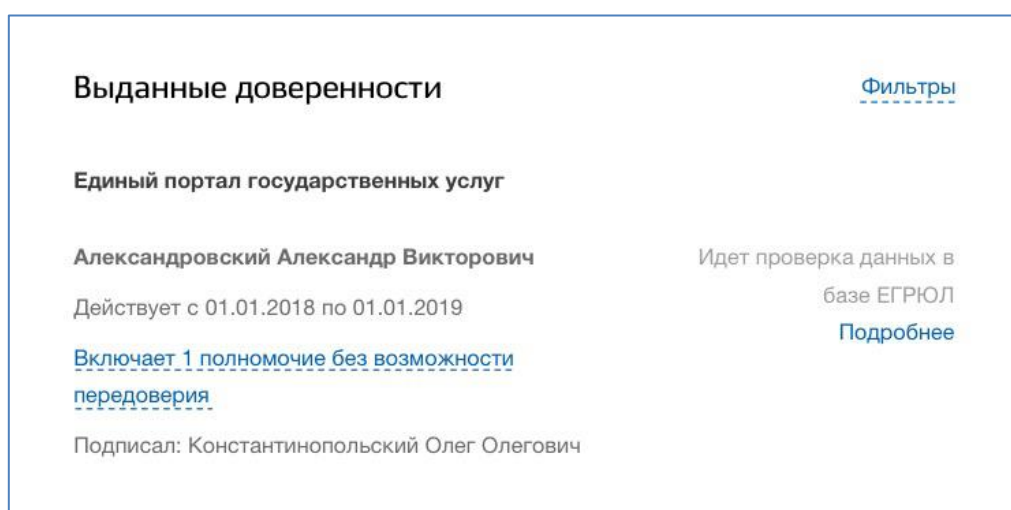 Выданные доверенности
Фильтры
Единый портал государственных услуг
Александровский Александр Викторович
Идет проверка данных в
базе ЕГРЮЛ
Подробнее
Действует с 01.01.2018 по 01.01.2019
Включает 1 полномочие без возможности
передоверия
Подписал: Константинопольский Олег Олегович